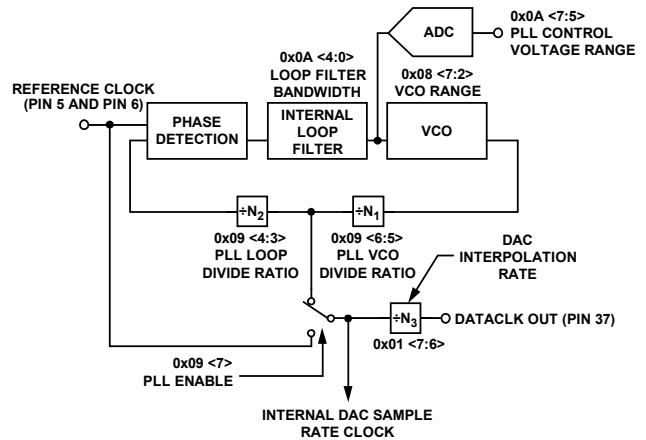 0x0A <7:5>
PLL CONTROL
VOLTAGE RANGE
ADC
0x0A <4:0>
LOOP FILTER
BANDWIDTH
0x08 <7:2>
VCO RANGE
REFERENCE CLOCK
(PIN 5 AND PIN 6)
PHASE
DETECTION
INTERNAL
LOOP
FILTER
VCO
÷N2
÷N1
0x09 <4:3>
PLL LOOP
DIVIDE RATIO
0x09 <6:5>
PLL VCO
DIVIDE RATIO
DAC
INTERPOLATION
RATE
÷N3
DATACLK OUT (PIN 37)
0x01 <7:6>
0x09 <7>
PLL ENABLE
INTERNAL DAC SAMPLE
RATE CLOCK